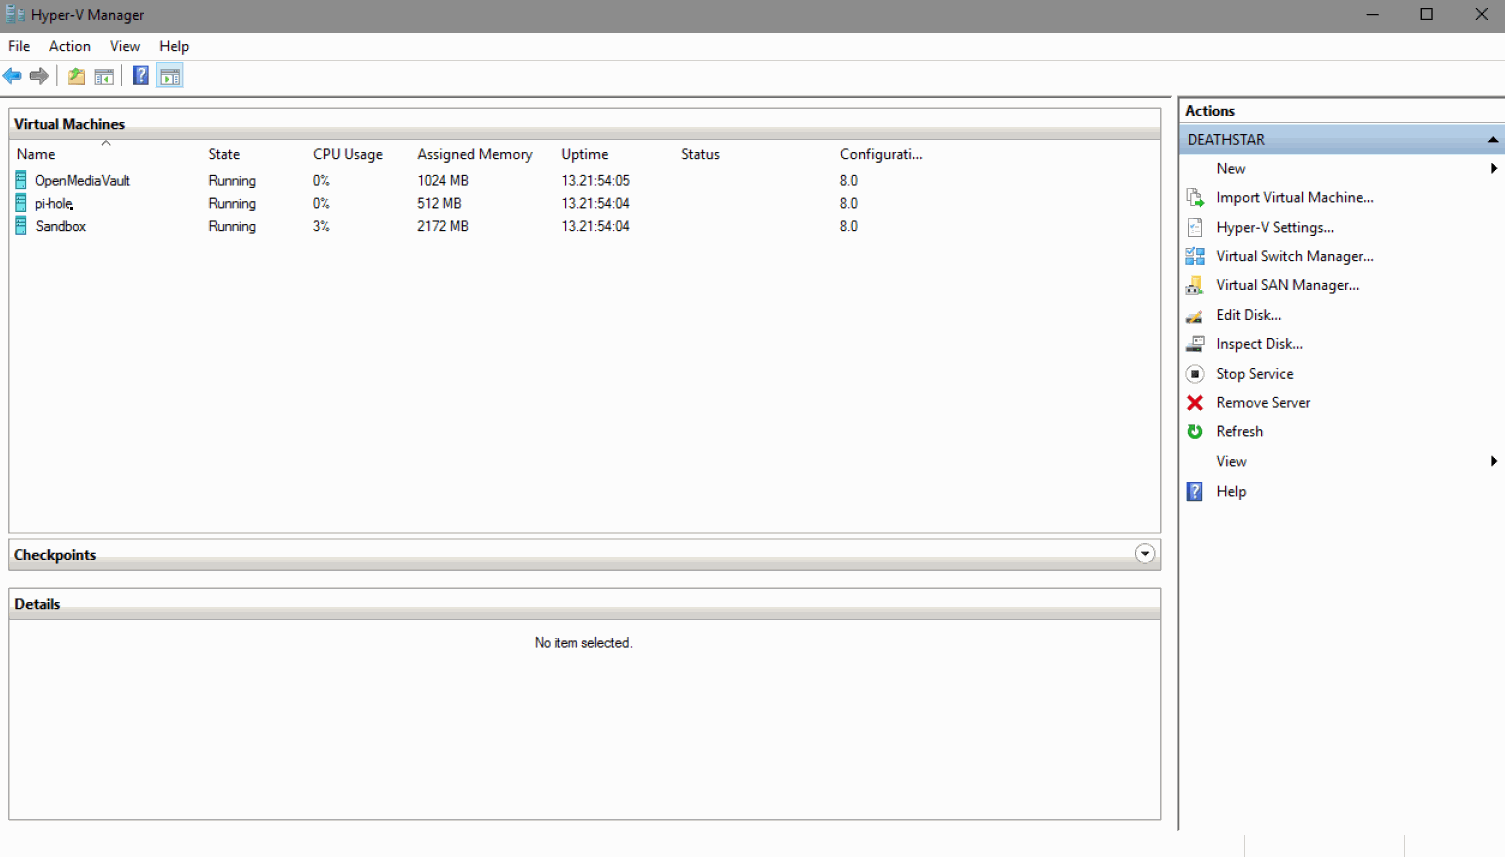 Hyper-V Manager
File Action View Help
Virtual Machines
Name State CPU Usage Assigned Memory Uptime Status Configurati...
OpenMediaVault Running 0% 1024 MB 13.21:54:05 8.0
pi-hole Running 0% 512 MB 13.21:54:04 8.0
Sandbox Running 3% 2172 MB 13.21:54:04 8.0
Checkpoints
Details
No item selected.
Actions
DEATHSTAR
New
Import Virtual Machine...
Hyper-V Settings...
Virtual Switch Manager...
Virtual SAN Manager...
Edit Disk...
Inspect Disk...
Stop Service
Remove Server
Refresh
View
Help